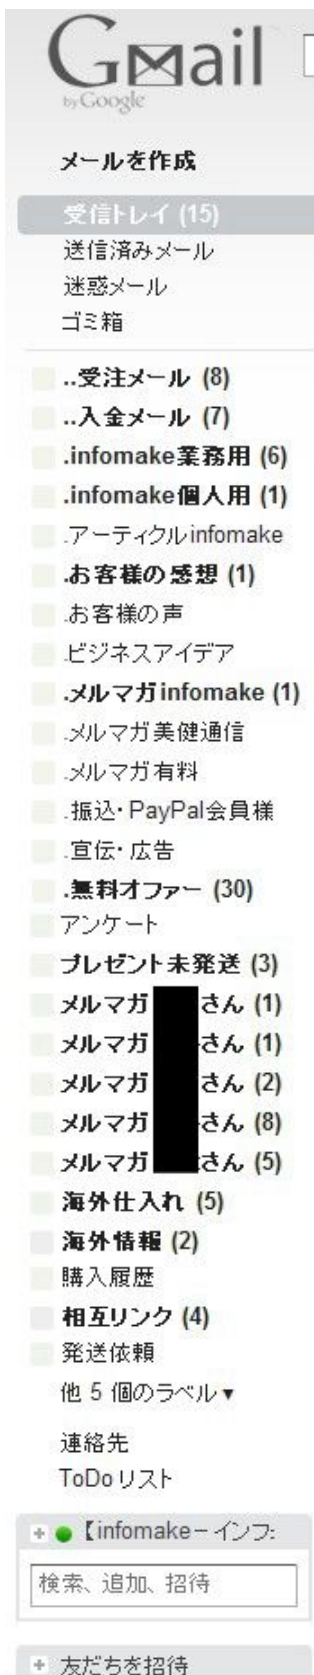 Gmail
by Google
メールを作成
受信トレイ (15)
送信済みメール
迷惑メール
ゴミ箱
..受注メール (8)
..入金メール (7)
.infomake業務用 (6)
.infomake個人用 (1)
.アーティクルinfomake
.お客様の感想 (1)
.お客様の声
.ビジネスアイデア
.メルマガinfomake (1)
.メルマガ美健通信
.メルマガ有料
.振込・PayPal会員様
.宣伝・広告
.無料オファー (30)
アンケート
プレゼント未発送 (3)
メルマガ さん (1)
メルマガ さん (1)
メルマガ さん (2)
メルマガ さん (8)
メルマガ さん (5)
海外仕入れ (5)
海外情報 (2)
購入履歴
相互リンク (4)
発送依頼
他 5 個のラベル▼
連絡先
ToDoリスト
【infomake－インフ
検索、追加、招待
友だちを招待